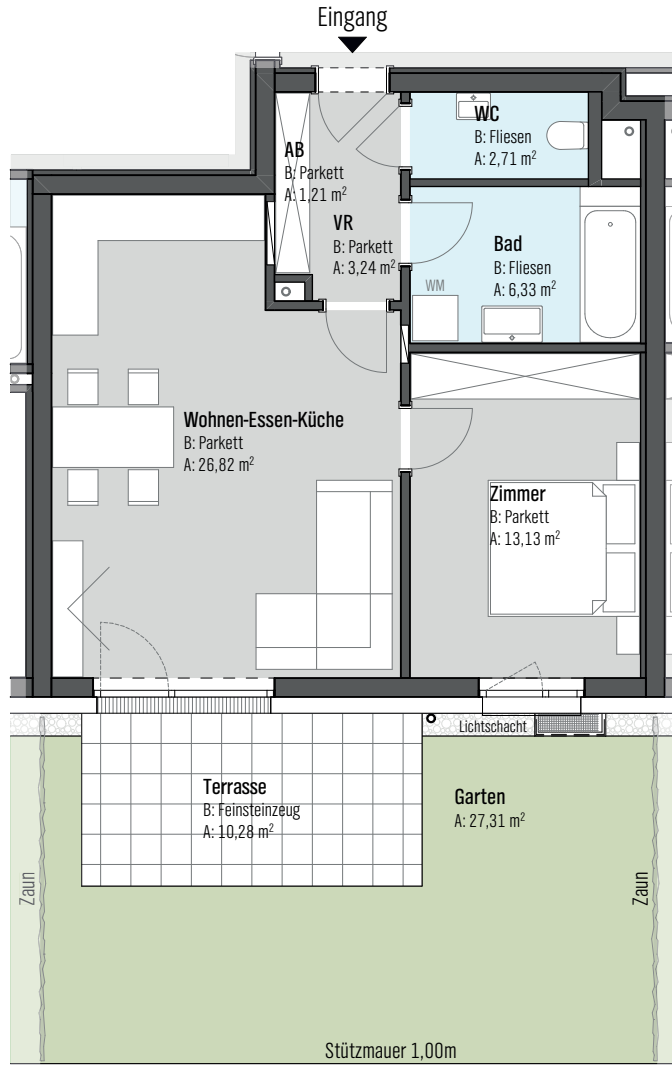 Eingang
WC
B: Fliesen
A: 2,71 m²
AB
B: Parkett
A: 1,21 m²
VR
B: Parkett
A: 3,24 m²
Bad
B: Fliesen
A: 6,33 m²
WM
Wohnen-Essen-Küche
B: Parkett
A: 26,82 m²
Zimmer
B: Parkett
A: 13,13 m²
Lichtschacht
Terrasse
B: Feinsteinzeug
A: 10,28 m²
Garten
A: 27,31 m²
Zaun
Zaun
Stützmauer 1,00m